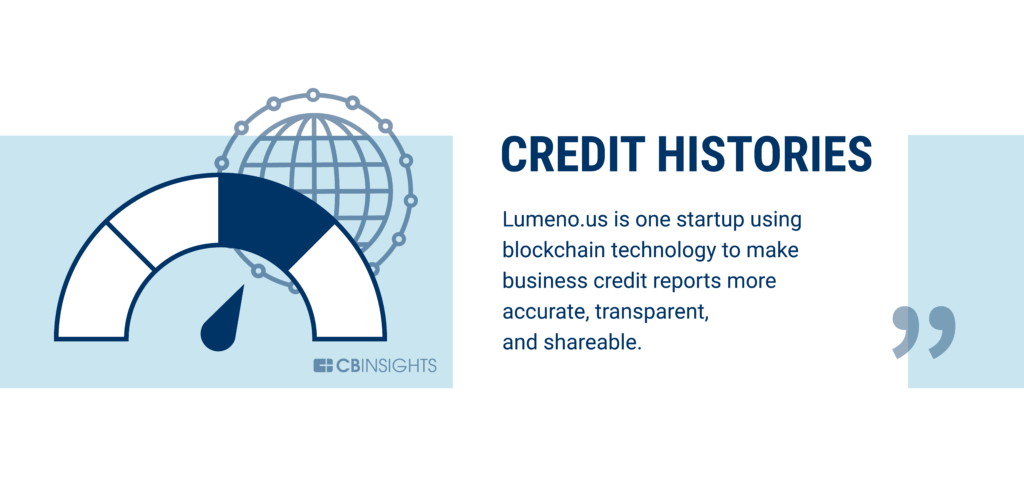 CREDIT HISTORIES
Lumeno.us is one startup using
blockchain technology to make
business credit reports more
accurate, transparent,
and shareable.
”
CBINSIGHTS